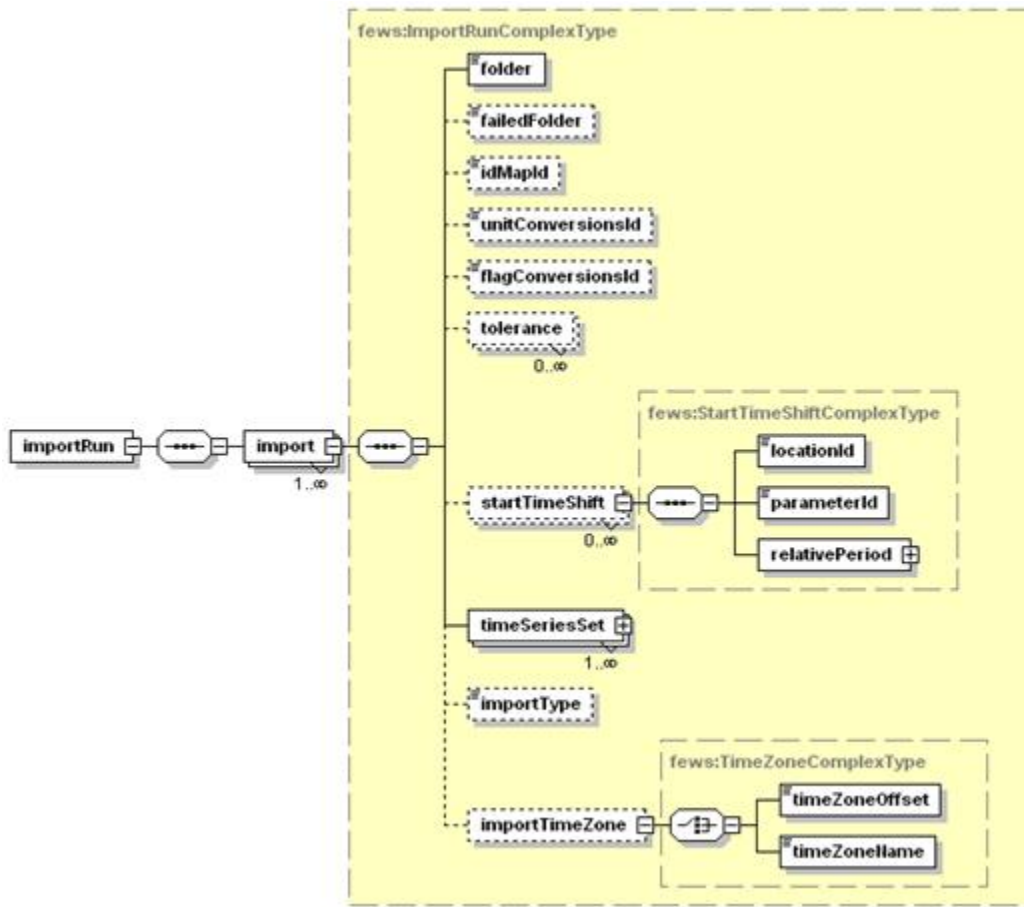 fews:ImportRunComplexType
folder
failedFolder
idMapId
unitConversionsId
flagConversionsId
tolerance
0..∞
fews:StartTimeShiftComplexType
importRun
import
1..∞
locationId
startTimeShift
0..∞
parameterId
relativePeriod
timeSeriesSet
1..∞
importType
fews:TimeZoneComplexType
importTimeZone
timeZoneOffset
timeZoneName